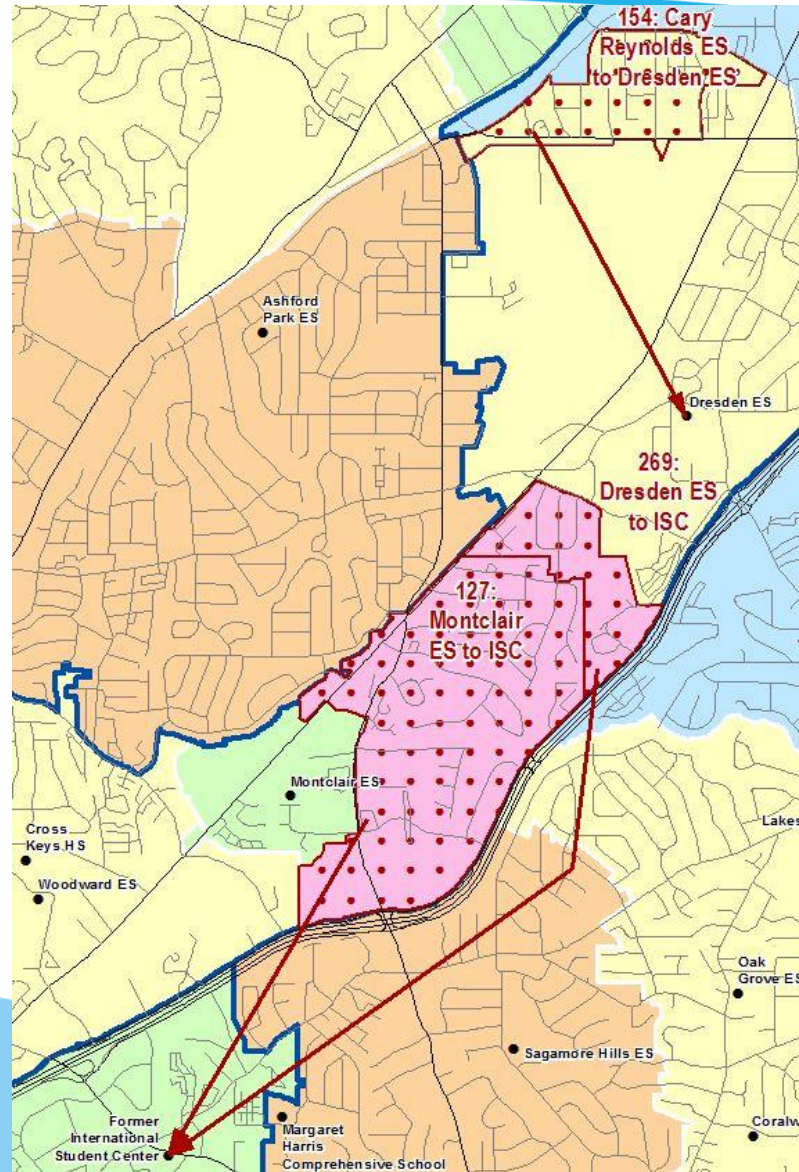 154: Cary
Reynolds ES
to Dresden ES
Ashford
Park ES
Dresden ES
269:
Dresden ES
to ISC
127:
Montclair
ES to ISC
Montclair ES
Cross
Keys HS
Woodward ES
Lakes
Oak
Grove ES
Sagamore Hills ES
Former
International
Student Center
Margaret
Harris
Comprehensive School
Coralw